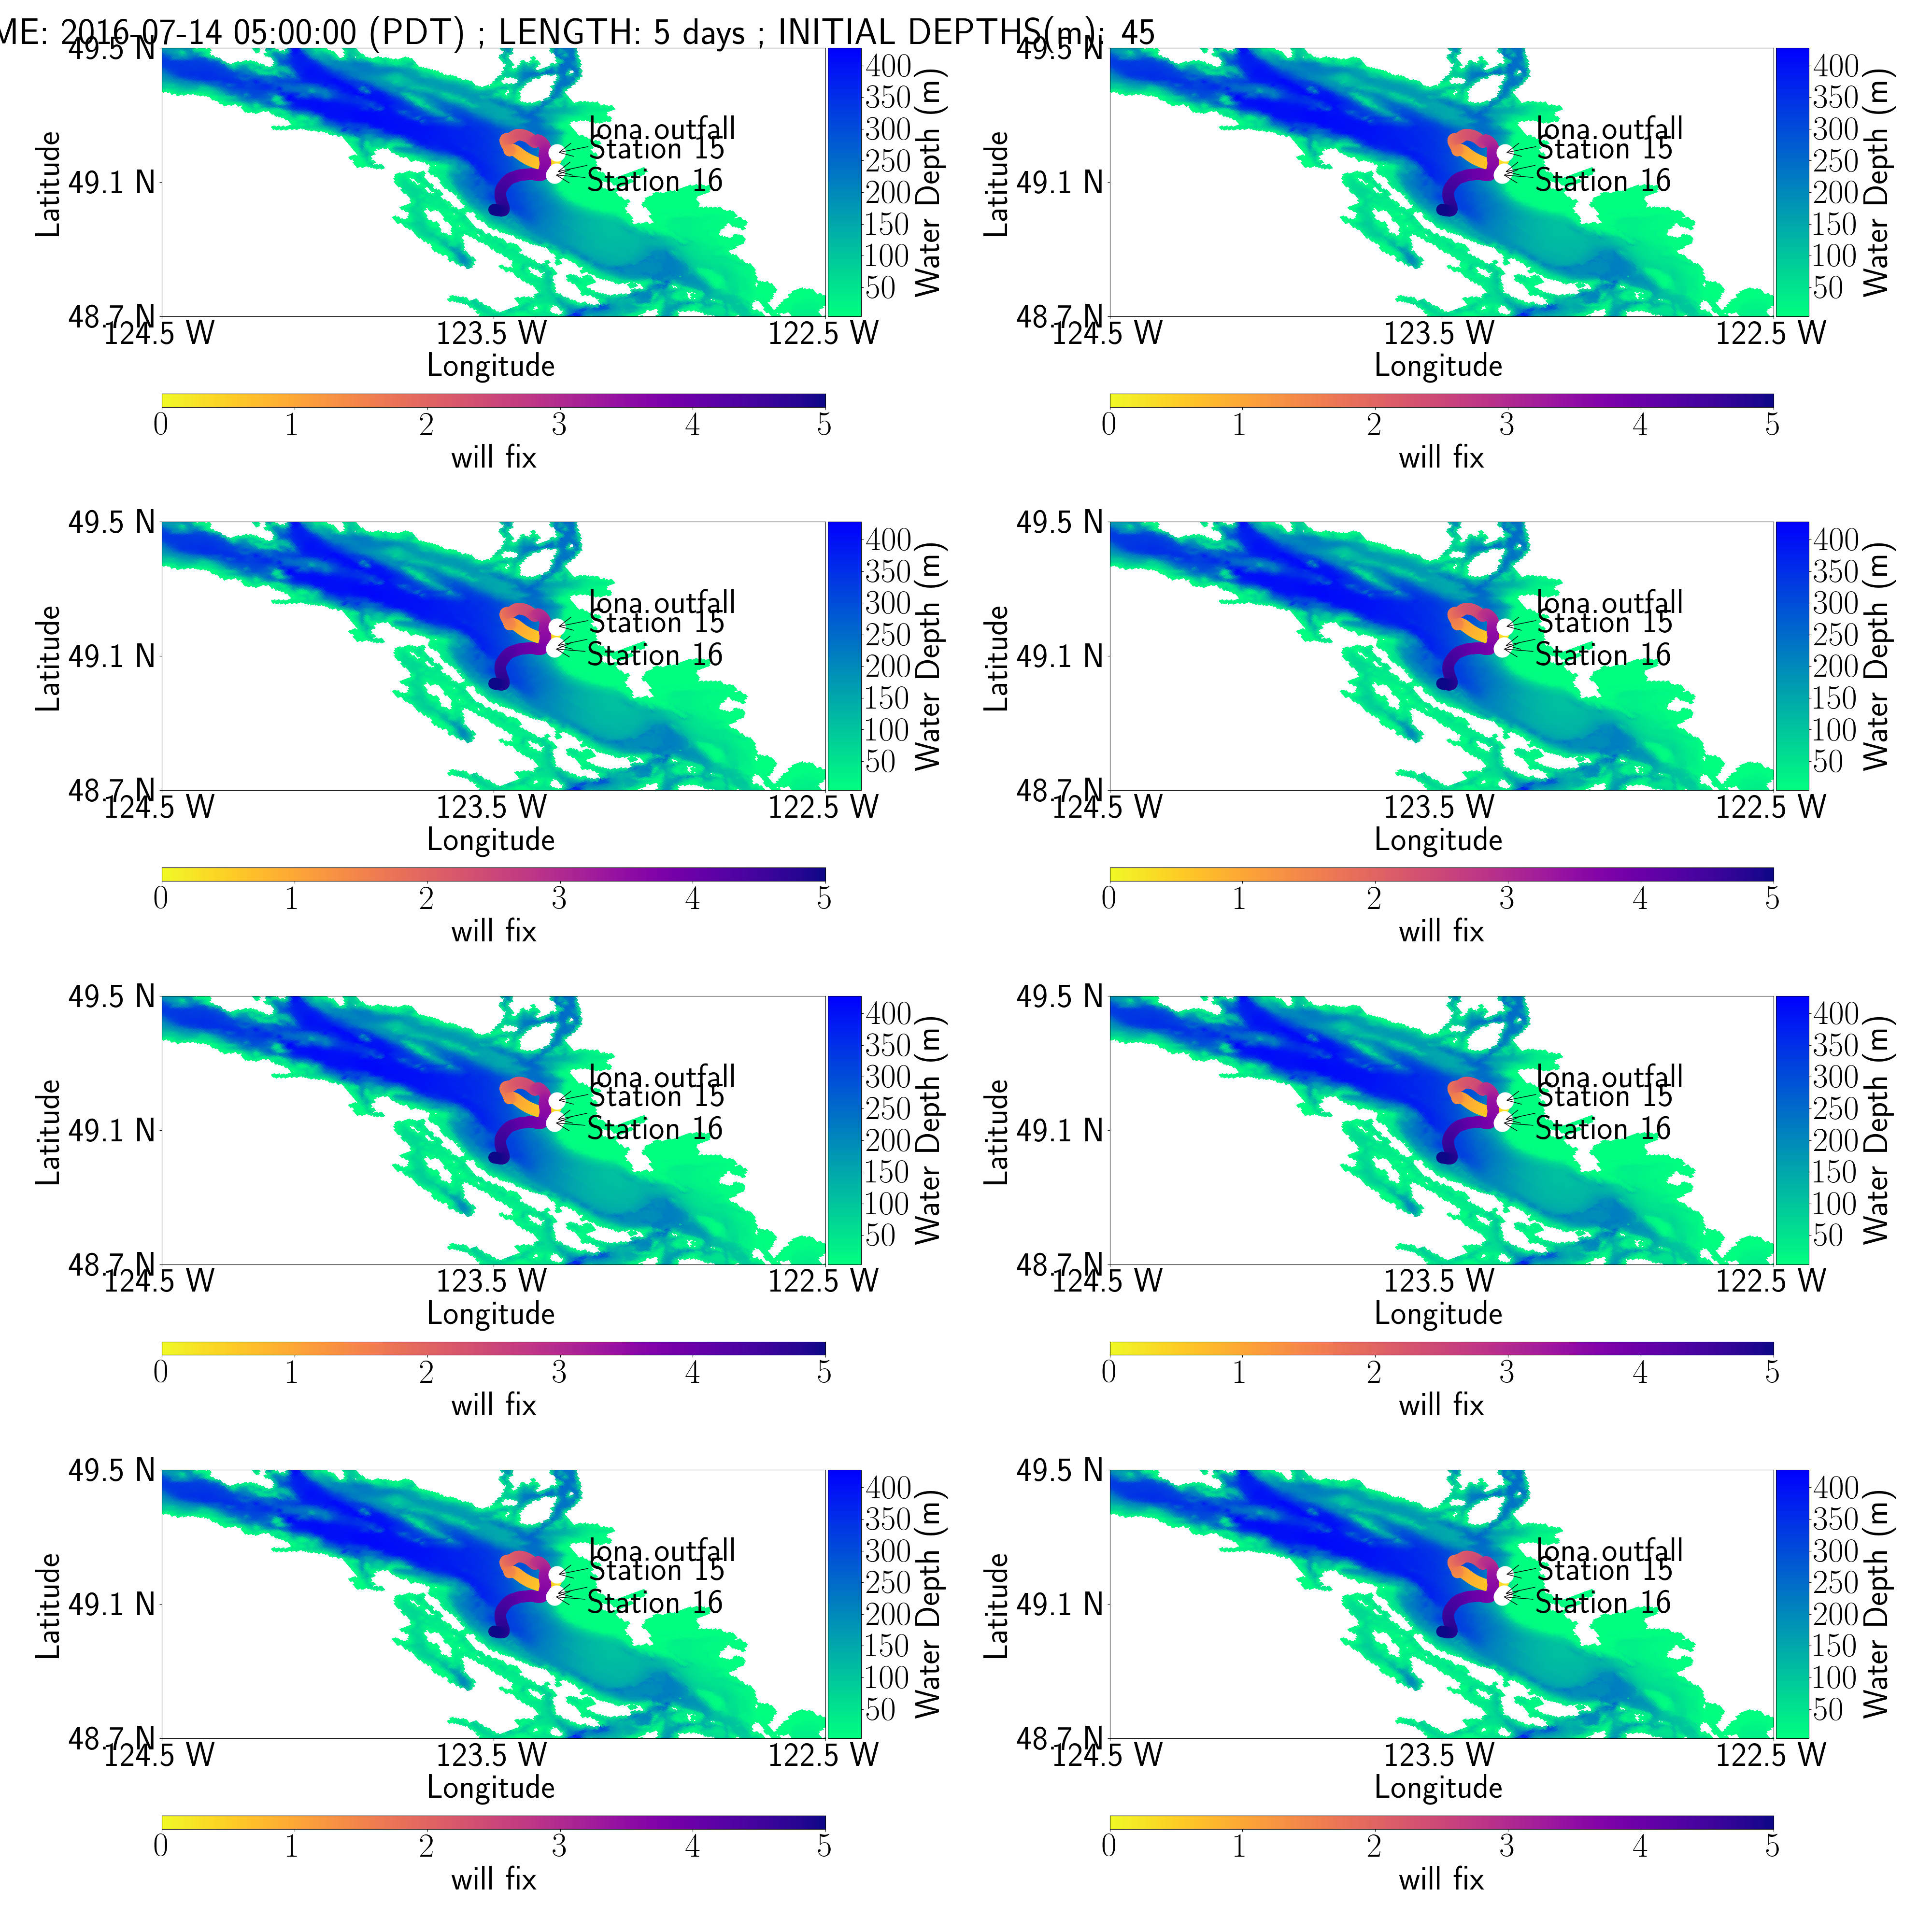 ME: 2016-07-14 05:00:00 (PDT) ; LENGTH: 5 days ; INITIAL DEPTHS(m): 45
49.5 N
49.1 N
48.7 N
Latitude
124.5 W 123.5 W 122.5 W
Longitude
Iona outfall
Station 15
Station 16
400
350
300
250
200
150
100
50
Water Depth (m)
0 1 2 3 4 5
will fix
49.5 N
49.1 N
48.7 N
Latitude
124.5 W 123.5 W 122.5 W
Longitude
Iona outfall
Station 15
Station 16
400
350
300
250
200
150
100
50
Water Depth (m)
0 1 2 3 4 5
will fix
49.5 N
49.1 N
48.7 N
Latitude
124.5 W 123.5 W 122.5 W
Longitude
Iona outfall
Station 15
Station 16
400
350
300
250
200
150
100
50
Water Depth (m)
0 1 2 3 4 5
will fix
49.5 N
49.1 N
48.7 N
Latitude
124.5 W 123.5 W 122.5 W
Longitude
Iona outfall
Station 15
Station 16
400
350
300
250
200
150
100
50
Water Depth (m)
0 1 2 3 4 5
will fix
49.5 N
49.1 N
48.7 N
Latitude
124.5 W 123.5 W 122.5 W
Longitude
Iona outfall
Station 15
Station 16
400
350
300
250
200
150
100
50
Water Depth (m)
0 1 2 3 4 5
will fix
49.5 N
49.1 N
48.7 N
Latitude
124.5 W 123.5 W 122.5 W
Longitude
Iona outfall
Station 15
Station 16
400
350
300
250
200
150
100
50
Water Depth (m)
0 1 2 3 4 5
will fix
49.5 N
49.1 N
48.7 N
Latitude
124.5 W 123.5 W 122.5 W
Longitude
Iona outfall
Station 15
Station 16
400
350
300
250
200
150
100
50
Water Depth (m)
0 1 2 3 4 5
will fix
49.5 N
49.1 N
48.7 N
Latitude
124.5 W 123.5 W 122.5 W
Longitude
Iona outfall
Station 15
Station 16
400
350
300
250
200
150
100
50
Water Depth (m)
0 1 2 3 4 5
will fix